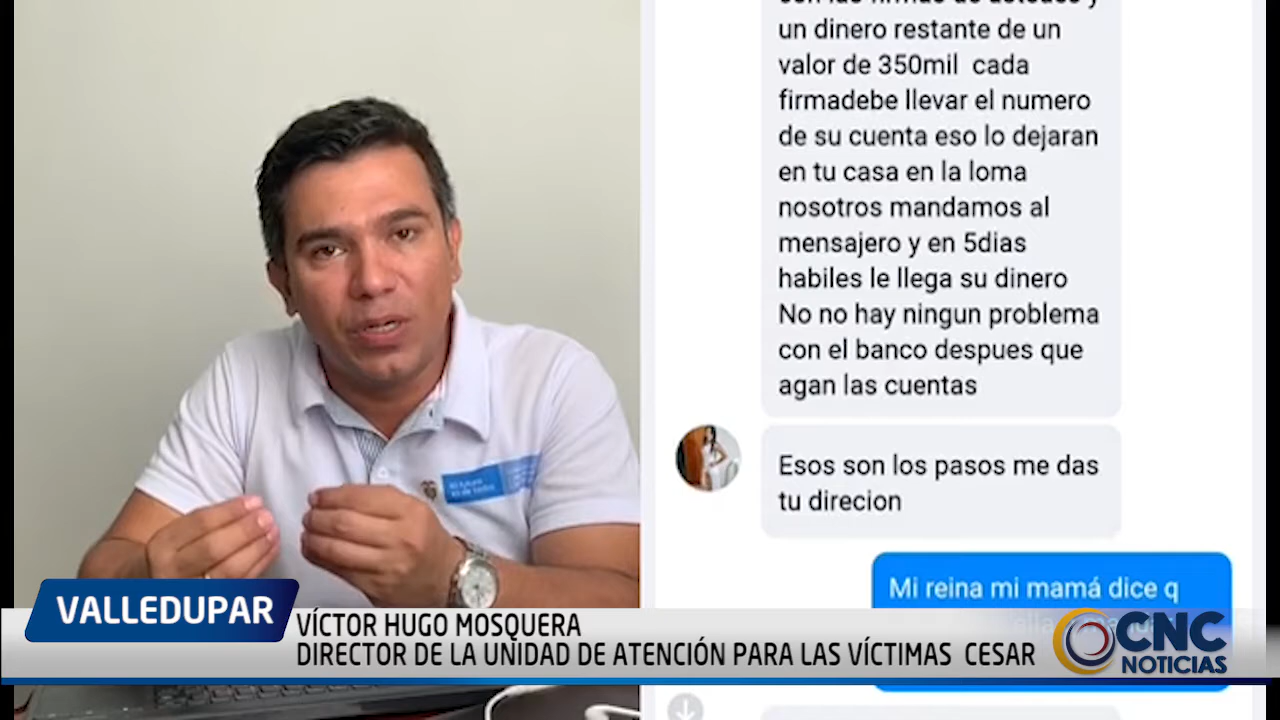 un dinero restante de un
valor de 350mil cada
firmadebe llevar el numero
de su cuenta eso lo dejaran
en tu casa en la loma
nosotros mandamos al
mensajero y en 5dias
habiles le llega su dinero
No no hay ningun problema
con el banco despues que
agan las cuentas
Esos son los pasos me das
tu direcion
Mi reina mi mamá dice q
VALLEDUPAR
VÍCTOR HUGO MOSQUERA
DIRECTOR DE LA UNIDAD DE ATENCIÓN PARA LAS VÍCTIMAS CESAR
CNC
NOTICIAS